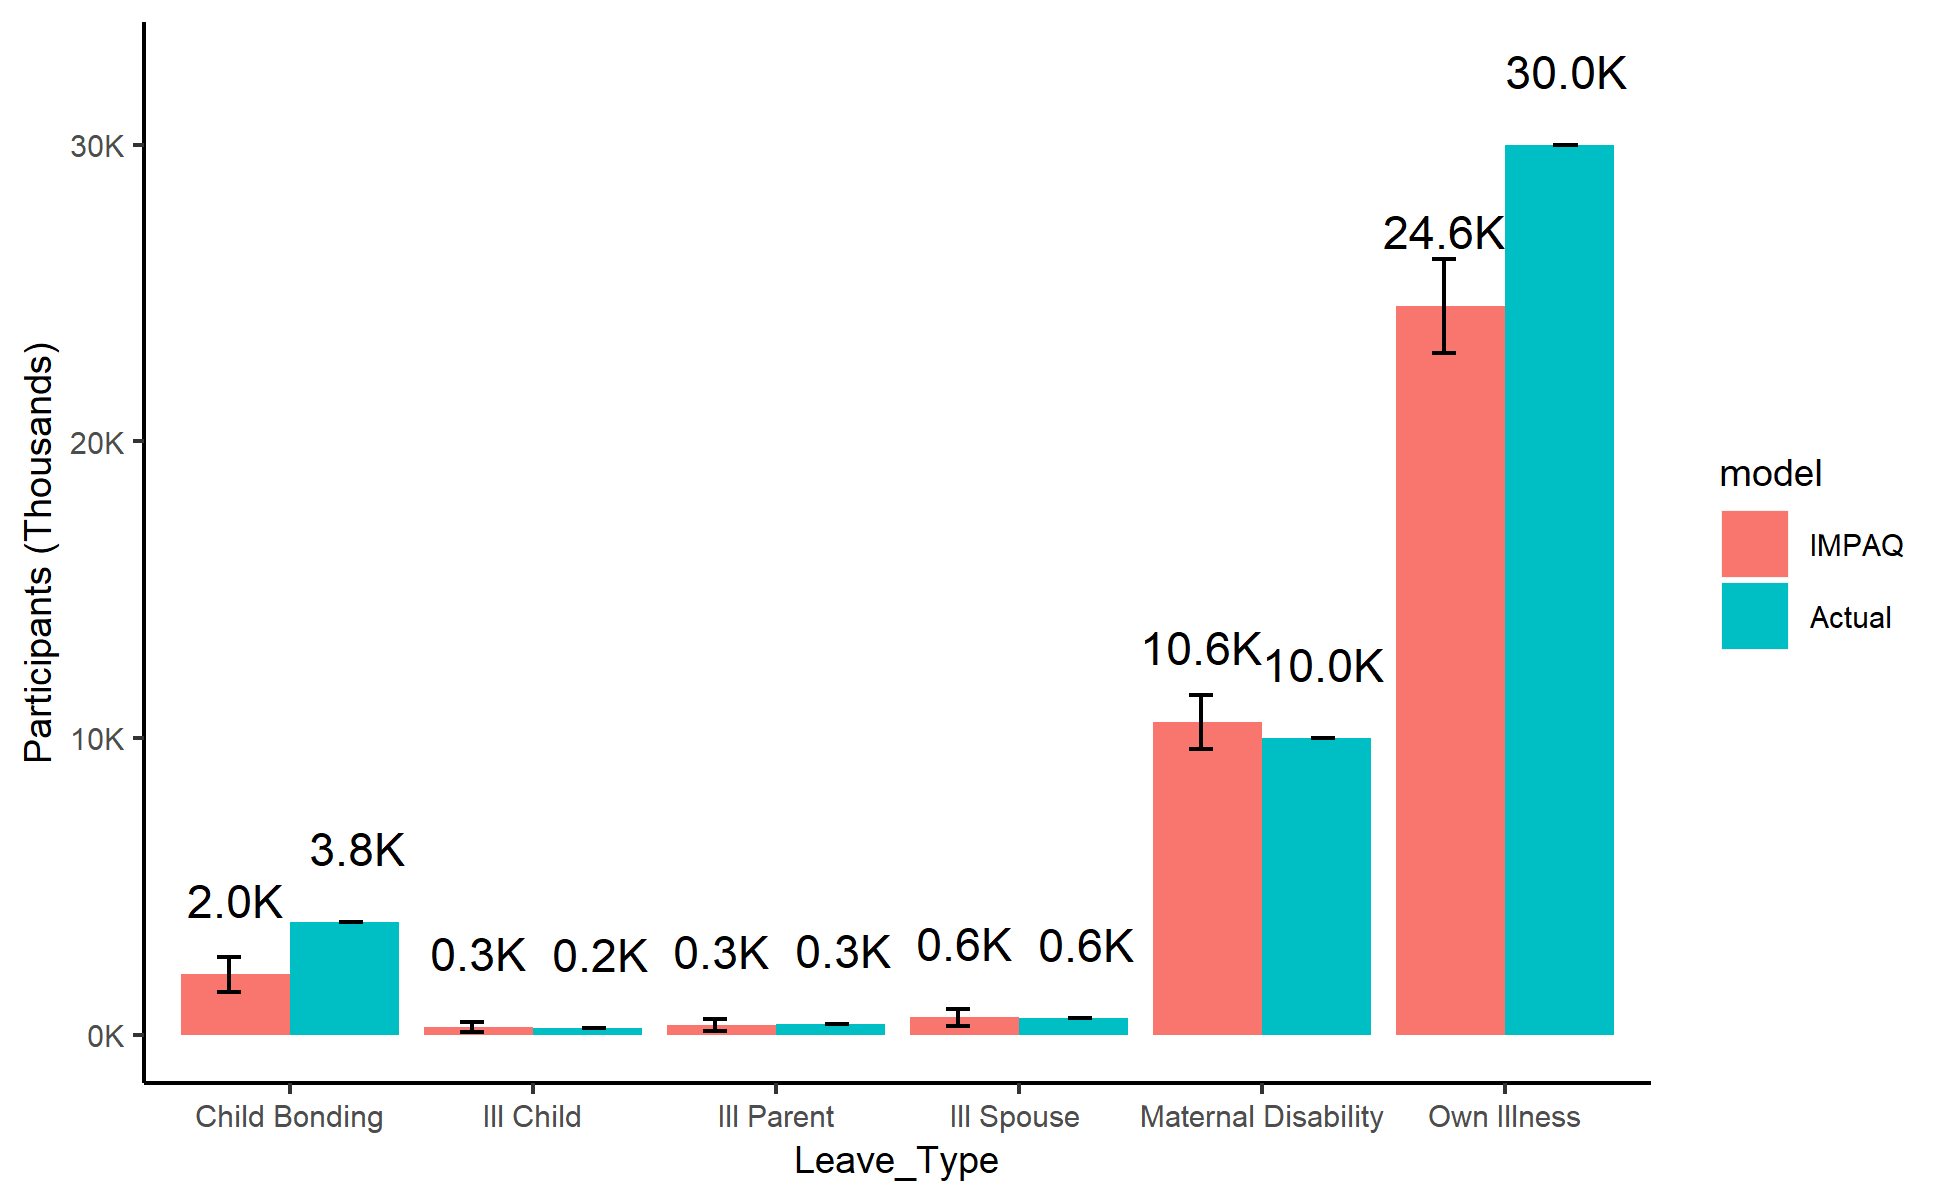 Participants (Thousands)
30K
20K
10K
0K
2.0K
3.8K
0.3K
0.2K
0.3K
0.3K
0.6K
0.6K
10.6K
10.0K
24.6K
30.0K
Child Bonding
Ill Child
Ill Parent
Ill Spouse
Maternal Disability
Own Illness
Leave_Type
model
IMPAQ
Actual